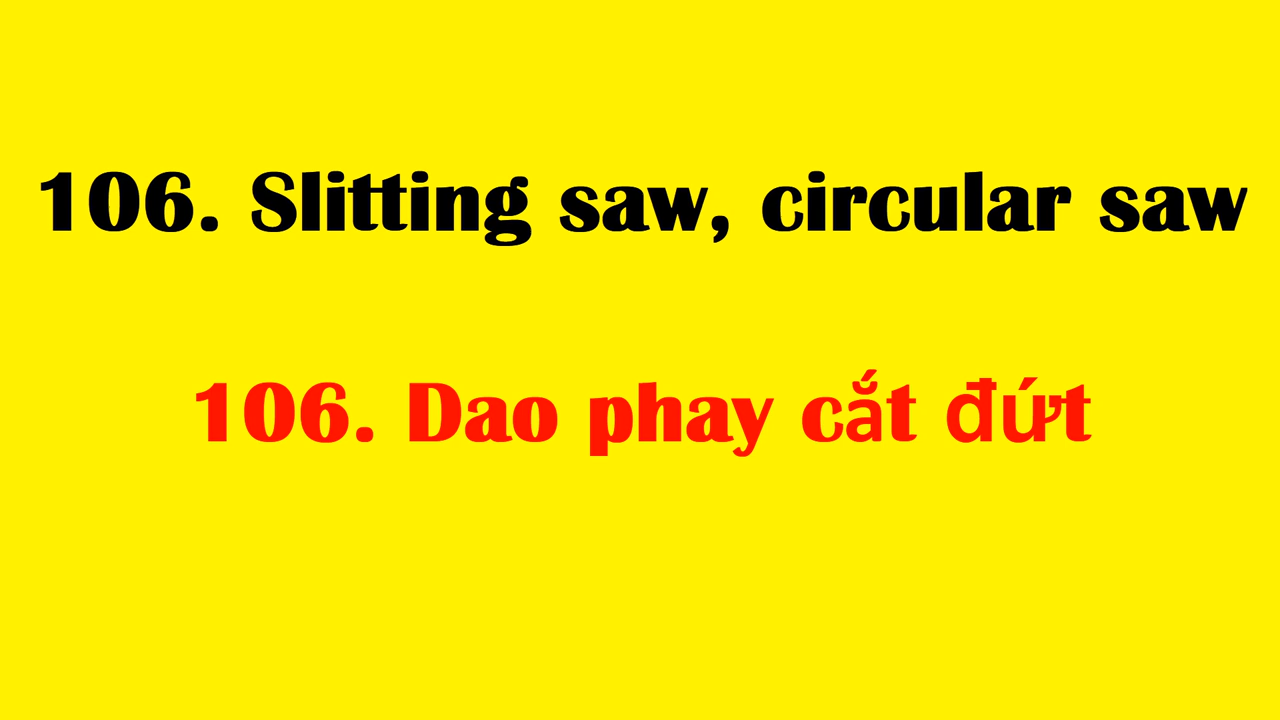 106. Slitting saw, circular saw
106. Dao phay cắt đứt